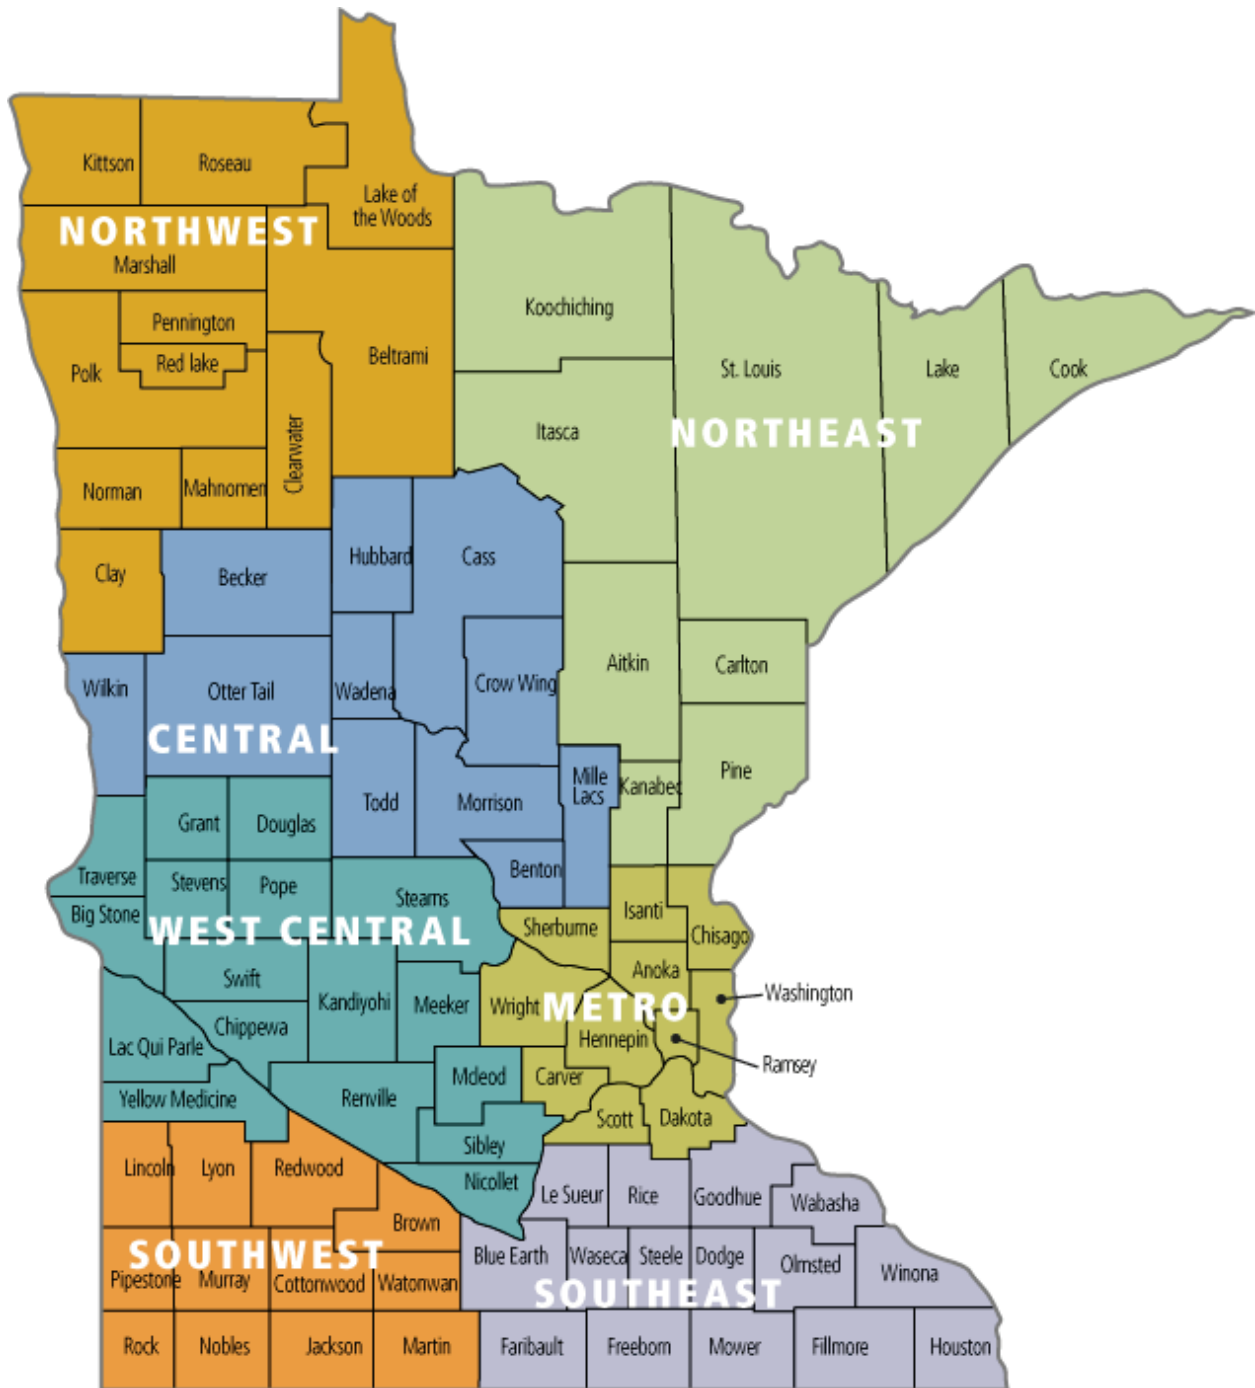 Kittson
Roseau
Lake of
the Woods
NORTHWEST
Marshall
Koochiching
Pennington
Red lake
Polk
Beltrami
St. Louis
Lake
Cook
Itasca
NORTHEAST
Clearwater
Norman
Mahnomen
Hubbard
Cass
Clay
Becker
Aitkin
Carlton
Wilkin
Otter Tail
Wadena
Crow Wing
CENTRAL
Pine
Mille
Lacs
Kanabec
Todd
Morrison
Grant
Douglas
Benton
Traverse
Stevens
Pope
Stearns
Big Stone
Isanti
WEST CENTRAL
Sherburne
Chisago
Anoka
Swift
Kandiyohi
Meeker
Wright
METRO
Washington
Chippewa
Hennepin
Lac Qui Parle
Ramsey
Mcleod
Carver
Yellow Medicine
Renville
Scott
Dakota
Sibley
Lincoln
Lyon
Redwood
Nicollet
Le Sueur
Rice
Goodhue
Wabasha
Brown
SOUTHWEST
Blue Earth
Waseca
Steele
Dodge
Olmsted
Winona
Pipestone
Murray
Cottonwood
Watonwan
SOUTHEAST
Rock
Nobles
Jackson
Martin
Faribault
Freeborn
Mower
Fillmore
Houston